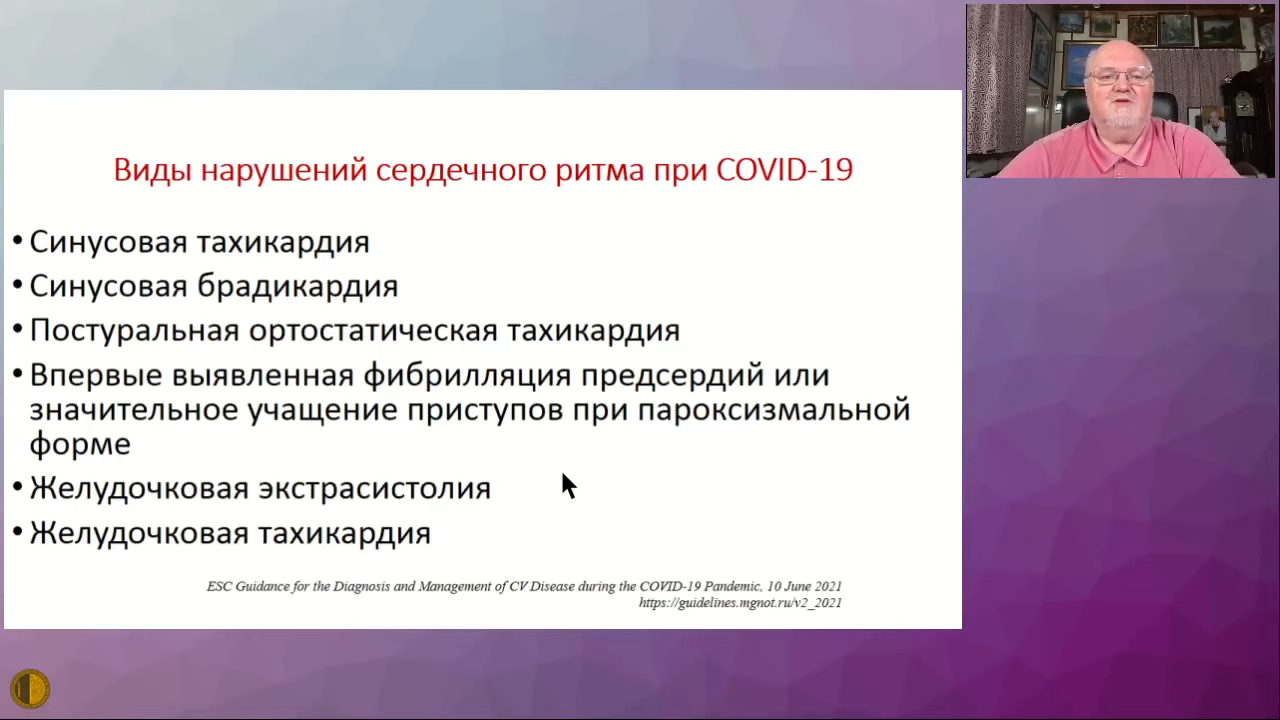 Виды нарушений сердечного ритма при COVID-19
• Синусовая тахикардия
• Синусовая брадикардия
• Постуральная ортостатическая тахикардия
• Впервые выявленная фибрилляция предсердий или
значительное учащение приступов при пароксизмальной
форме
• Желудочковая экстрасистолия
• Желудочковая тахикардия
ESC Guidance for the Diagnosis and Management of CV Disease during the COVID-19 Pandemic, 10 June 2021
https://guidelines.mgnot.ru/v2_2021